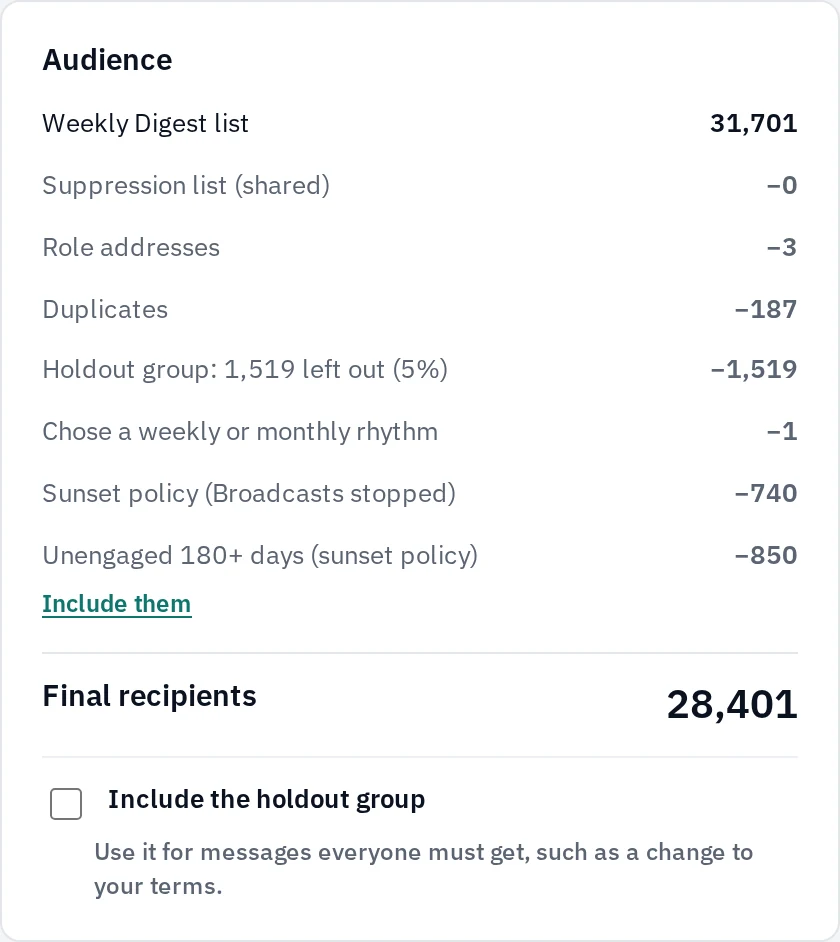 Audience
Weekly Digest list 31,701
Suppression list (shared) −0
Role addresses −3
Duplicates −187
Holdout group: 1,519 left out (5%) −1,519
Chose a weekly or monthly rhythm −1
Sunset policy (Broadcasts stopped) −740
Unengaged 180+ days (sunset policy) −850
Include them
Final recipients 28,401
Include the holdout group
Use it for messages everyone must get, such as a change to
your terms.